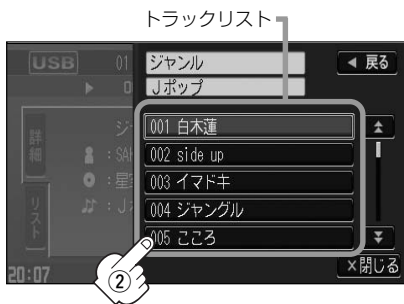 トラックリスト
USB 01 ジャンル ◀ 戻る
Jポップ
詳細
リスト
001 白木蓮
002 side up
003 イマドキ
004 ジャングル
005 こころ
20:07
×閉じる
②